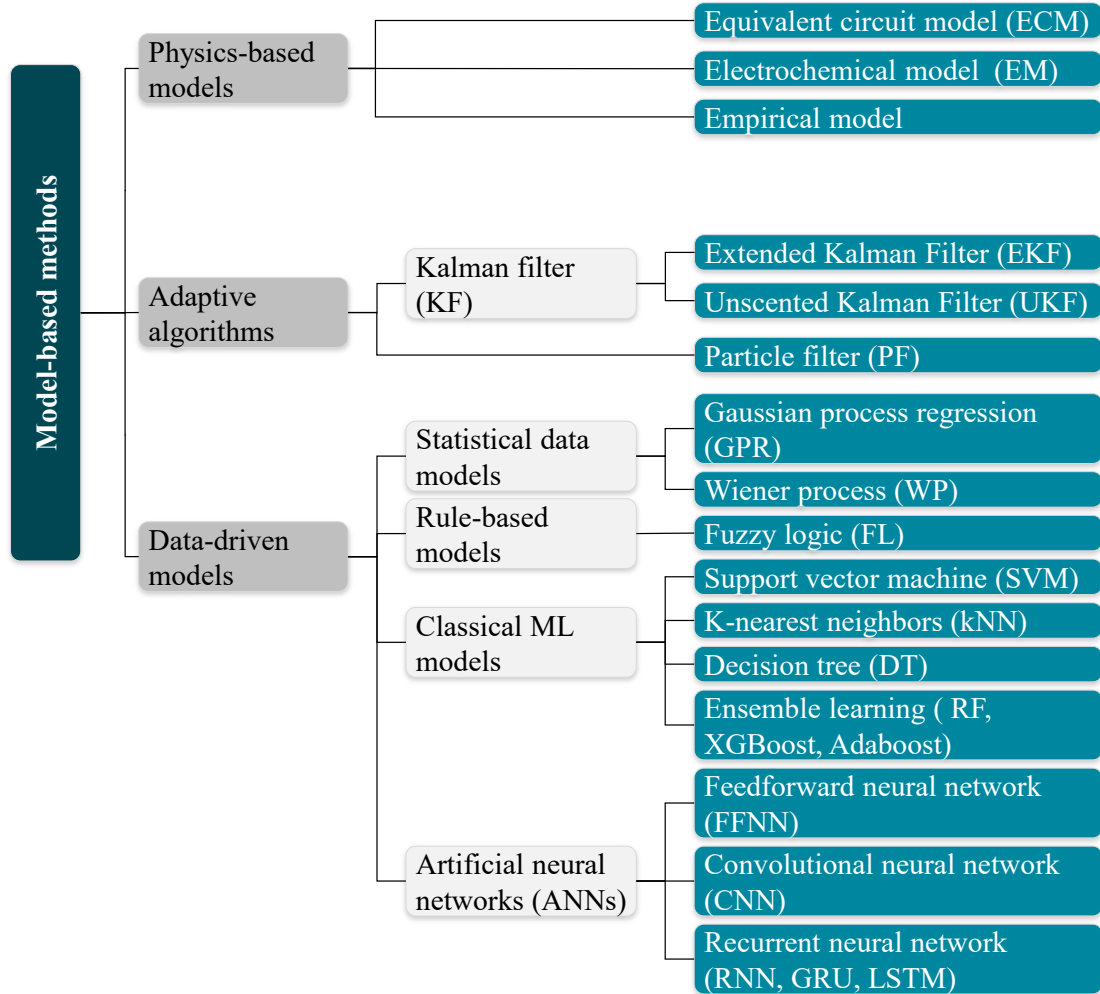 Model-based methods
Physics-based
models
Equivalent circuit model (ECM)
Electrochemical model  (EM)
Empirical model
Adaptive
algorithms
Kalman filter
(KF)
Extended Kalman Filter (EKF)
Unscented Kalman Filter (UKF)
Particle filter (PF)
Data-driven
models
Statistical data
models
Gaussian process regression
(GPR)
Wiener process (WP)
Rule-based
models
Fuzzy logic (FL)
Classical ML
models
Support vector machine (SVM)
K-nearest neighbors (kNN)
Decision tree (DT)
Ensemble learning ( RF,
XGBoost, Adaboost)
Artificial neural
networks (ANNs)
Feedforward neural network
(FFNN)
Convolutional neural network
(CNN)
Recurrent neural network
(RNN, GRU, LSTM)